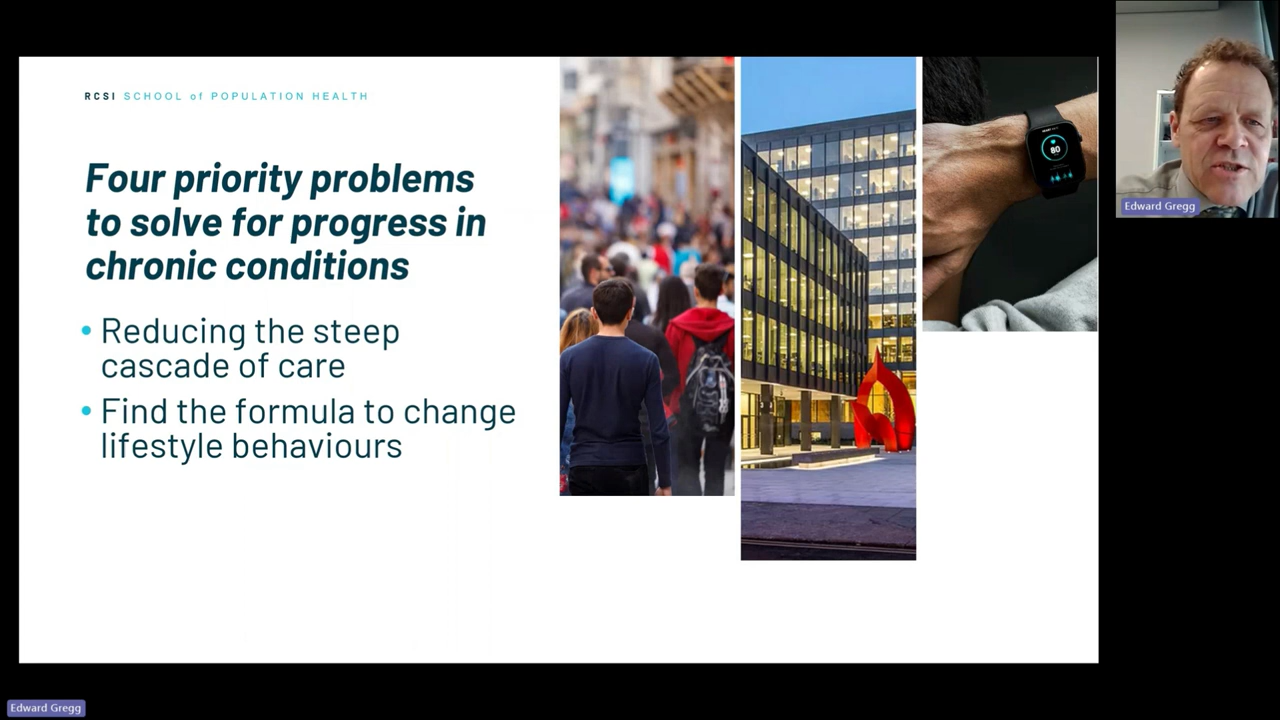 RCSI SCHOOL of POPULATION HEALTH
Four priority problems
to solve for progress in
chronic conditions
• Reducing the steep
cascade of care
• Find the formula to change
lifestyle behaviours
80
Edward Gregg
Edward Gregg